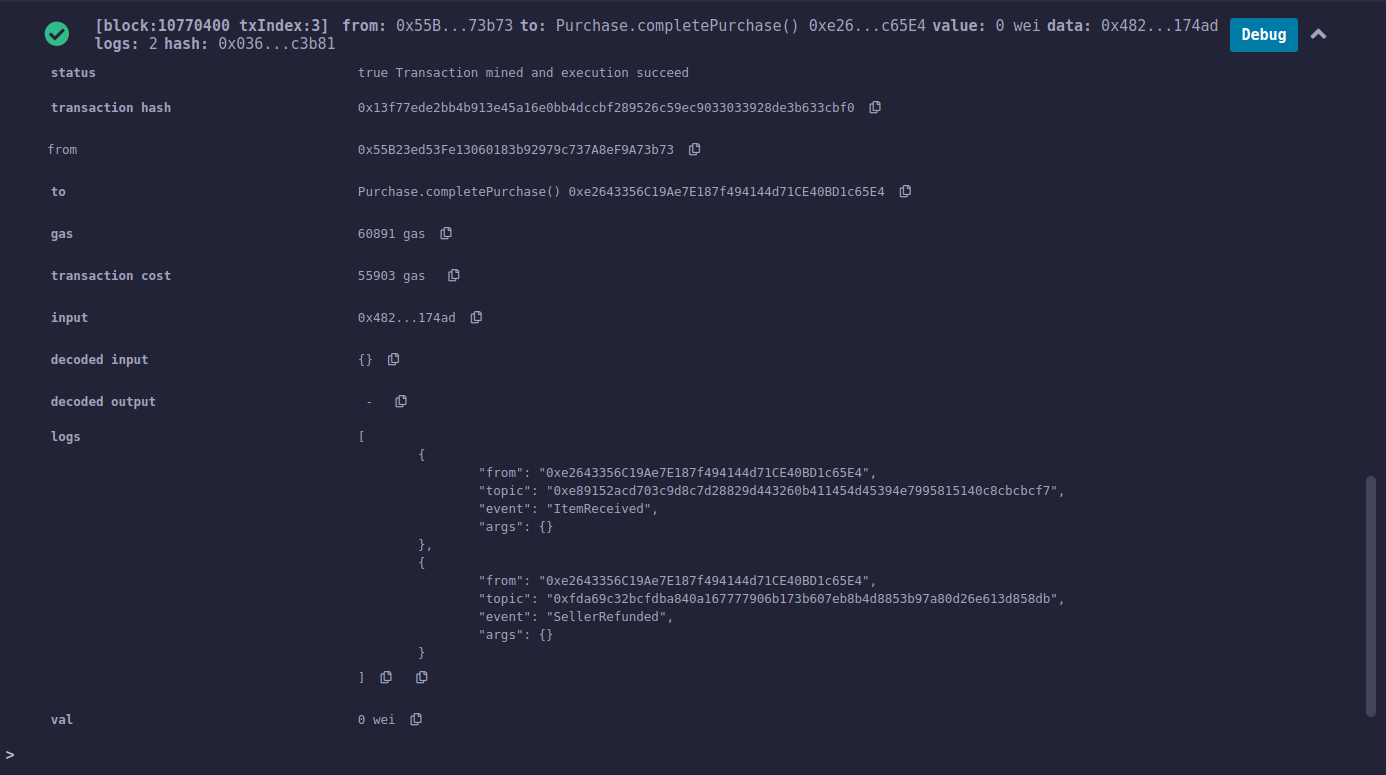 [block:10770400 txIndex:3] from: 0x55B...73b73 to: Purchase.completePurchase() 0xe26...c65E4 value: 0 wei data: 0x482...174ad
logs: 2 hash: 0x036...c3b81
Debug
status true Transaction mined and execution succeed
transaction hash 0x13f77ede2bb4b913e45a16e0bb4dccbf289526c59ec9033033928de3b633cbf0
from 0x55B23ed53Fe13060183b92979c737A8eF9A73b73
to Purchase.completePurchase() 0xe2643356C19Ae7E187f494144d71CE40BD1c65E4
gas 60891 gas
transaction cost 55903 gas
input 0x482...174ad
decoded input {}
decoded output -
logs [
{
"from": "0xe2643356C19Ae7E187f494144d71CE40BD1c65E4",
"topic": "0xe89152acd703c9d8c7d28829d443260b411454d45394e7995815140c8cbcbcf7",
"event": "ItemReceived",
"args": {}
},
{
"from": "0xe2643356C19Ae7E187f494144d71CE40BD1c65E4",
"topic": "0xfda69c32bcfdba840a167777906b173b607eb8b4d8853b97a80d26e613d858db",
"event": "SellerRefunded",
"args": {}
}
]
val 0 wei
>